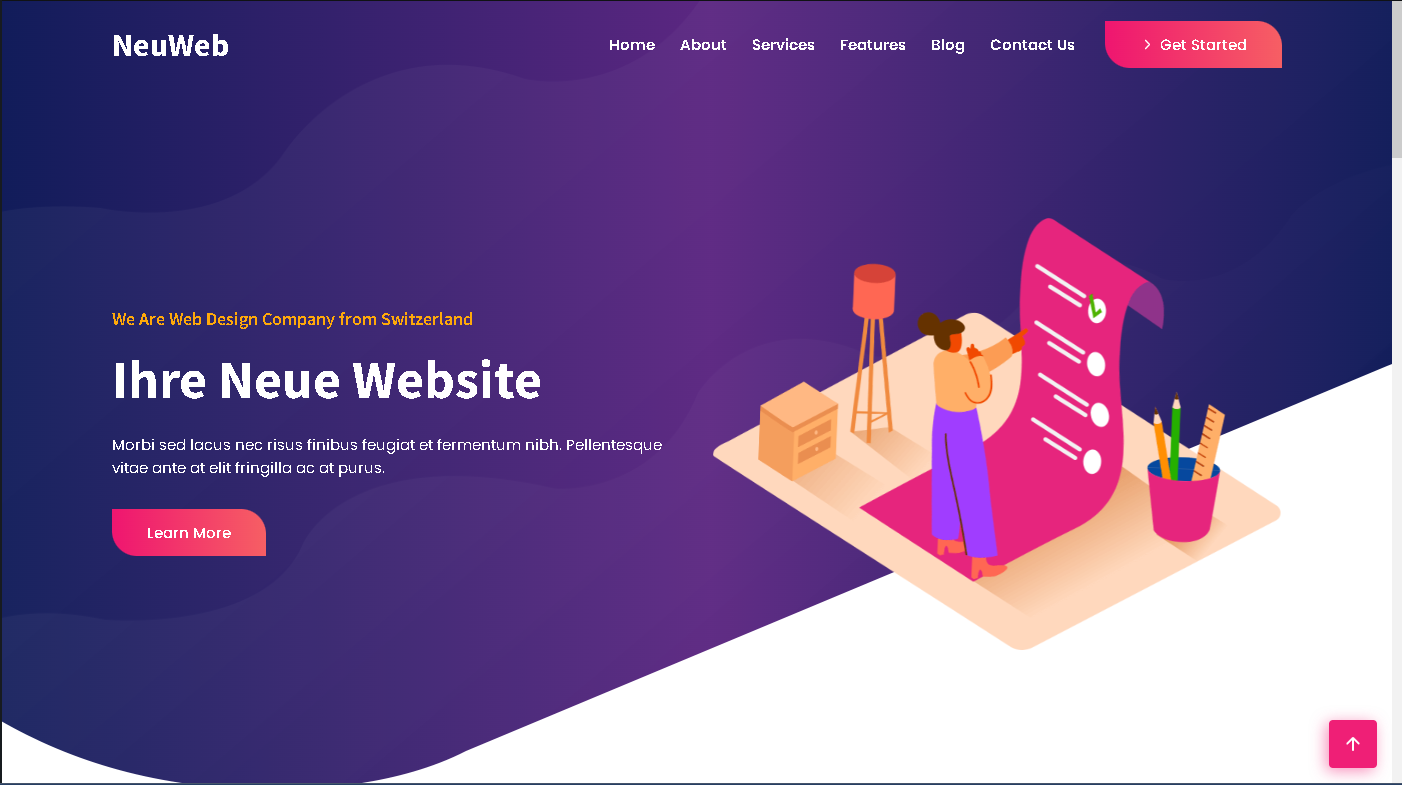 NeuWeb
Home About Services Features Blog Contact Us Get Started
We Are Web Design Company from Switzerland
Ihre Neue Website
Morbi sed lacus nec risus finibus feugiat et fermentum nibh. Pellentesque
vitae ante at elit fringilla ac at purus.
Learn More